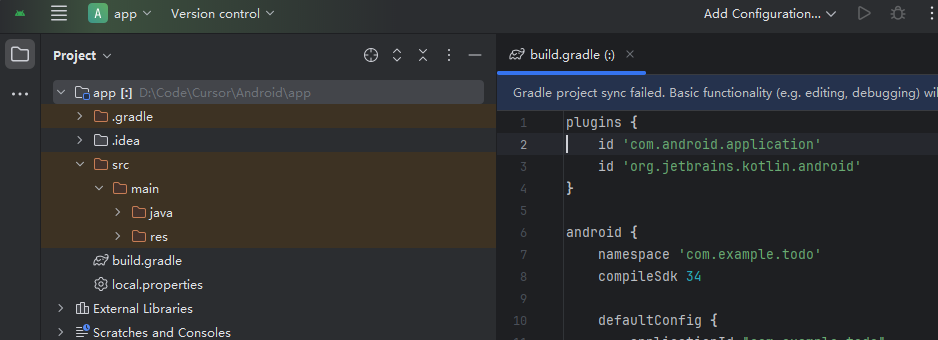 A app Version control Add Configuration...
Project
build.gradle (:)
app [:] D:\Code\Cursor\Android\app
Gradle project sync failed. Basic functionality (e.g. editing, debugging) wil
.gradle
.idea
src
main
java
res
build.gradle
local.properties
External Libraries
Scratches and Consoles
1 plugins {
2 id 'com.android.application'
3 id 'org.jetbrains.kotlin.android'
4 }
5
6 android {
7 namespace 'com.example.todo'
8 compileSdk 34
9
10 defaultConfig {